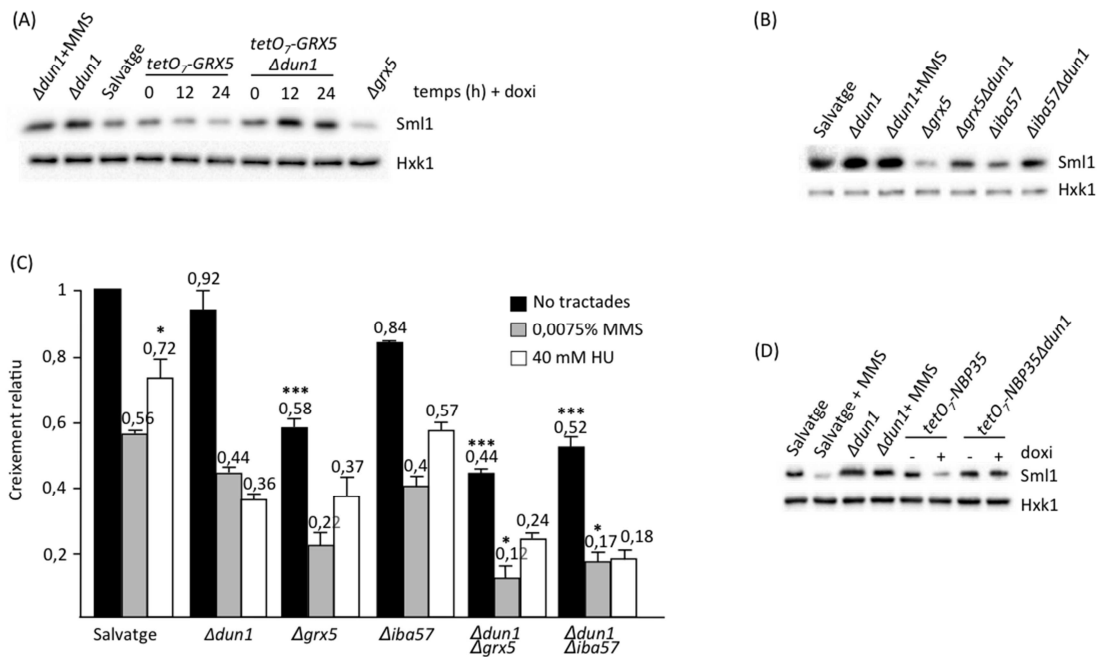 (A)
Δdun1+MMS
Δdun1
Salvatge
tetO7-GRX5
tetO7-GRX5
Δdun1
Δgrx5
0 12 24 0 12 24 temps (h) + doxi
Sml1
Hxk1
(B)
Salvatge
Δdun1
Δdun1+MMS
Δgrx5
Δgrx5Δdun1
Δiba57
Δiba57Δdun1
Sml1
Hxk1
(C)
Creixement relatiu
1
0,8
0,6
0,4
0,2
No tractades
0,0075% MMS
40 mM HU
0,56
*
0,72
0,92
0,44
0,36
***
0,58
0,22
0,37
0,84
0,4
0,57
***
0,44
*
0,12
0,24
***
0,52
*
0,17
0,18
Salvatge
Δdun1
Δgrx5
Δiba57
Δdun1
Δgrx5
Δdun1
Δiba57
(D)
Salvatge
Salvatge + MMS
Δdun1
Δdun1+ MMS
tetO7-NBP35
tetO7-NBP35Δdun1
- + - + doxi
Sml1
Hxk1